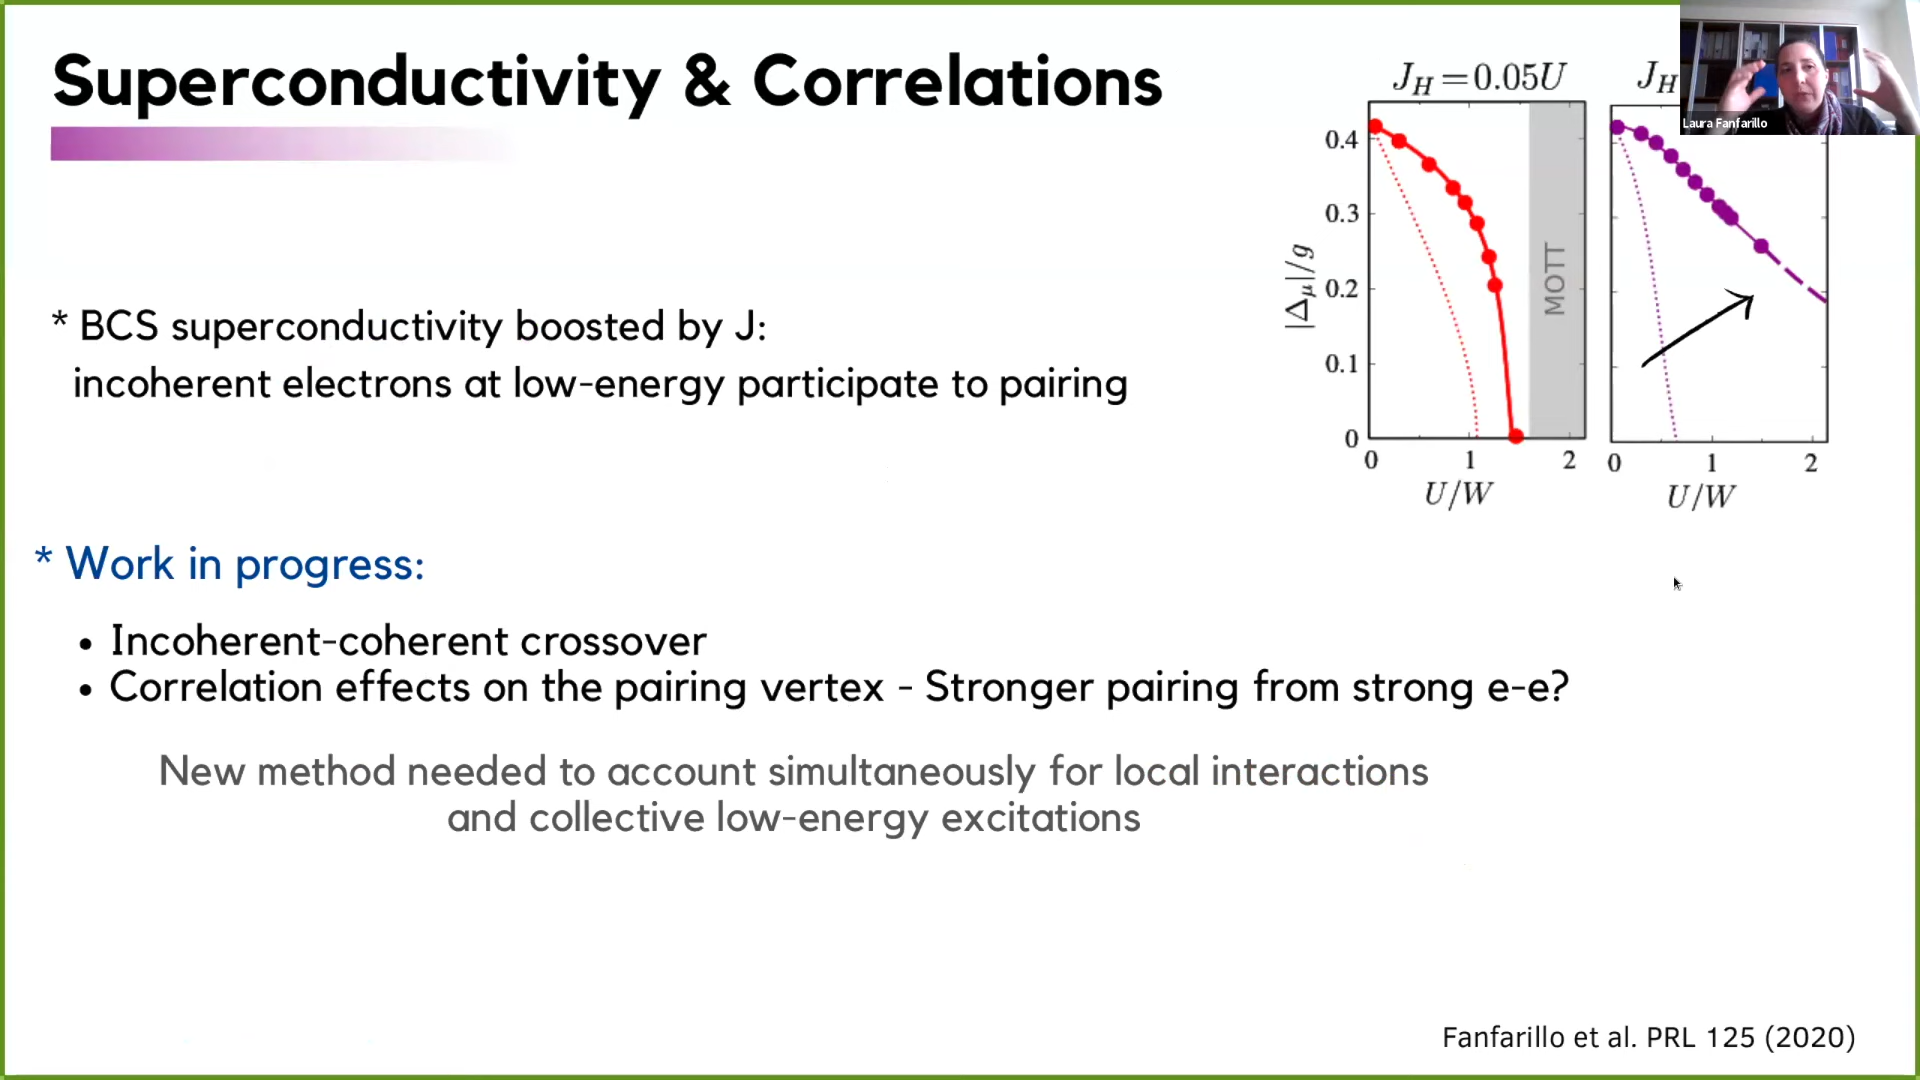 Superconductivity & Correlations
* BCS superconductivity boosted by J:
incoherent electrons at low-energy participate to pairing
* Work in progress:
• Incoherent-coherent crossover
• Correlation effects on the pairing vertex - Stronger pairing from strong e-e?
New method needed to account simultaneously for local interactions
and collective low-energy excitations
J_H=0.05U
|Δ_μ|/g
0.4
0.3
0.2
0.1
0
MOTT
0 1 2
U/W
J_H
0 1 2
U/W
Laura Fanfarillo
Fanfarillo et al. PRL 125 (2020)